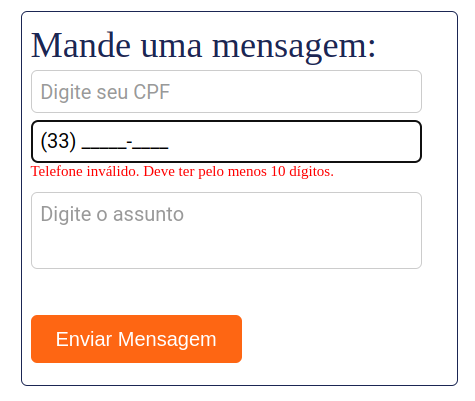 Mande uma mensagem:
Digite seu CPF
(33) _____-____
Telefone inválido. Deve ter pelo menos 10 dígitos.
Digite o assunto
Enviar Mensagem